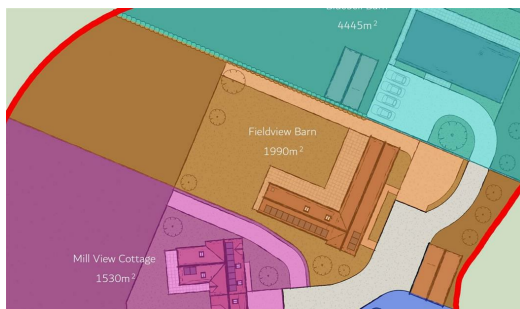 4445m²
Fieldview Barn
1990m²
Mill View Cottage
1530m²